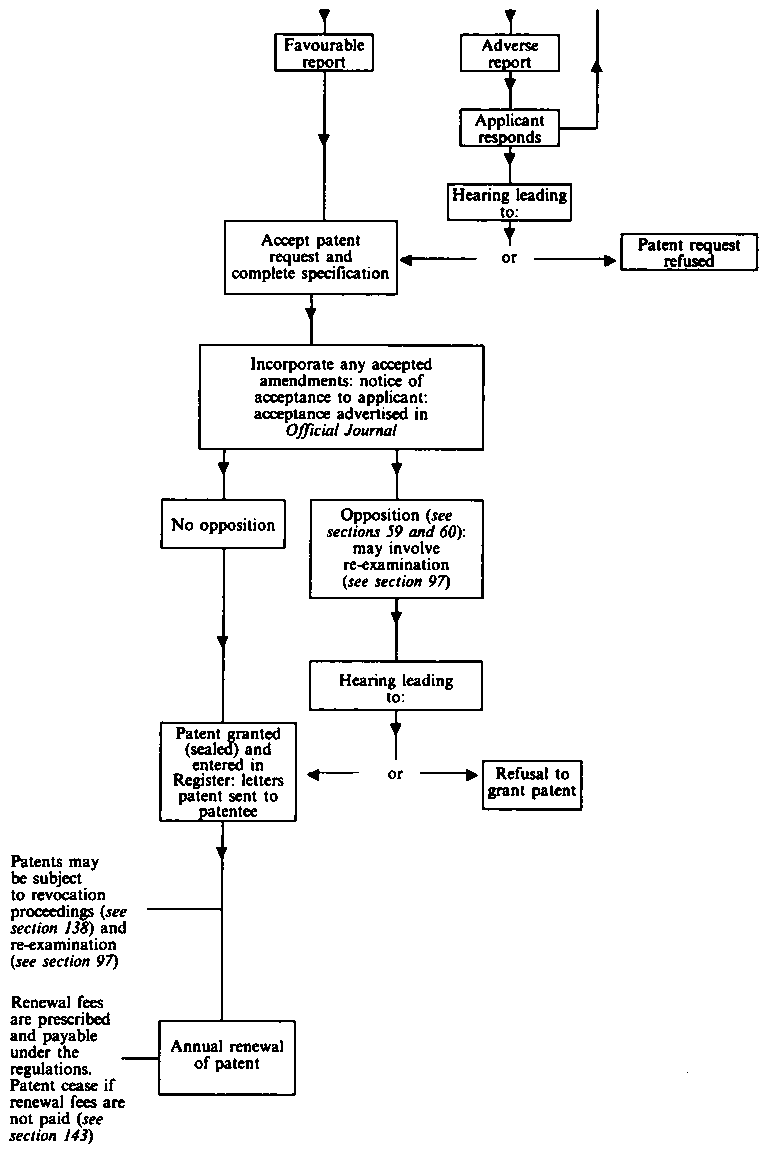 Favourable
report
Adverse
report
Applicant
responds
Hearing leading
to:
Accept patent
request and
complete specification
or
Patent request
refused
Incorporate any accepted
amendments: notice of
acceptance to applicant:
acceptance advertised in
Official Journal
No opposition
Opposition (see
sections 59 and 60):
may involve
re-examination
(see section 97)
Hearing leading
to:
Patent granted
(sealed) and
entered in
Register: letters
patent sent to
patentee
or
Refusal to
grant patent
Patents may
be subject
to revocation
proceedings (see
section 138) and
re-examination
(see section 97)
Renewal fees
are prescribed
and payable
under the
regulations.
Patent cease if
renewal fees are
not paid (see
section 143)
Annual renewal
of patent